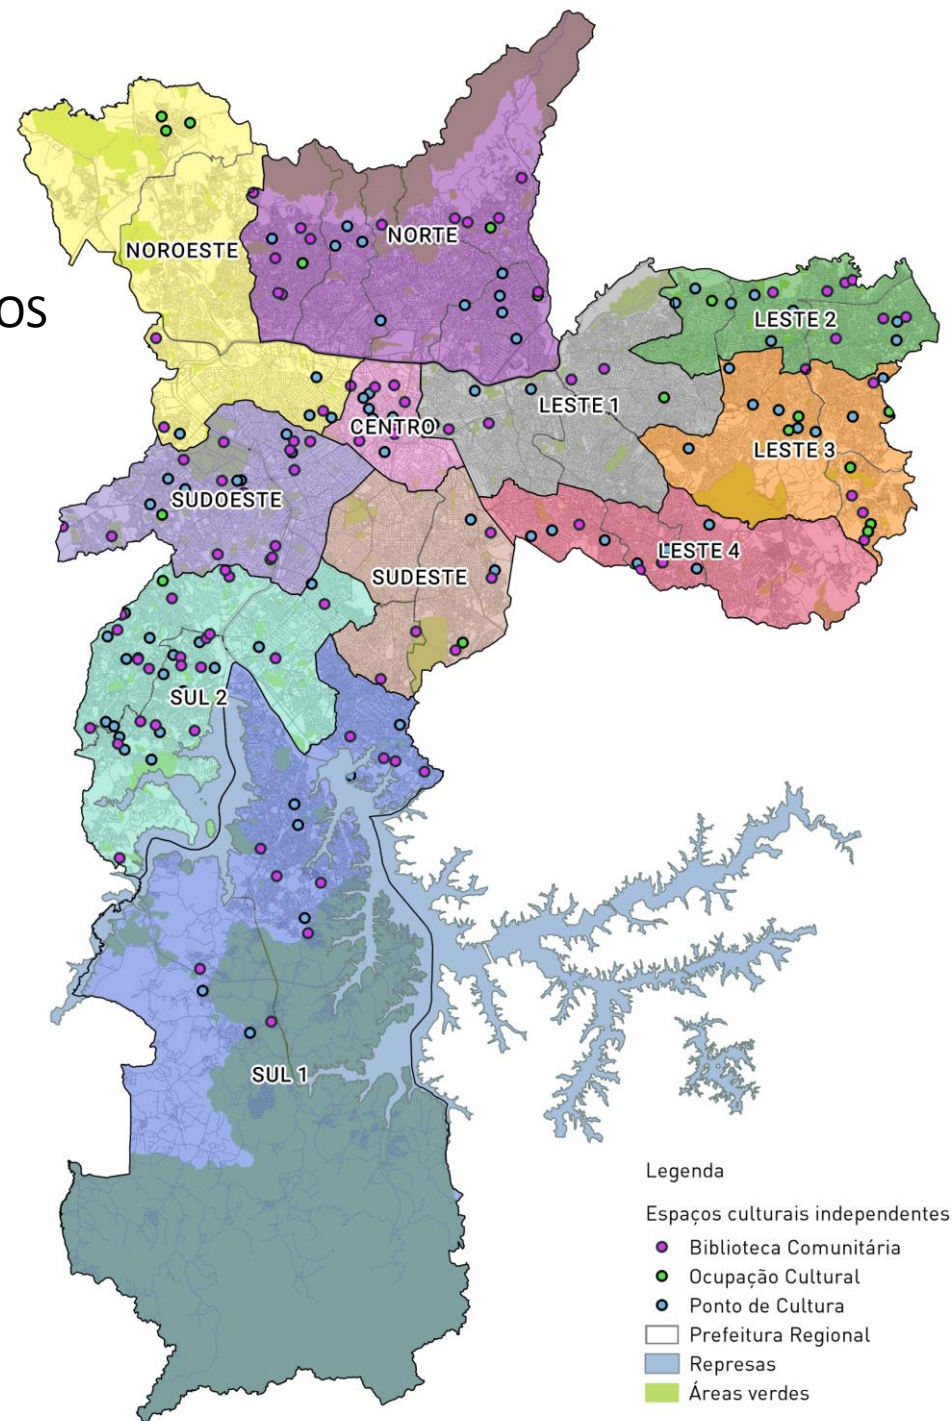 NOROESTE
NORTE
OS
LESTE 2
LESTE 1
CENTRO
LESTE 3
SUDOESTE
LESTE 4
SUDESTE
SUL 2
SUL 1
Legenda
Espaços culturais independentes
Biblioteca Comunitária
Ocupação Cultural
Ponto de Cultura
Prefeitura Regional
Represas
Áreas verdes